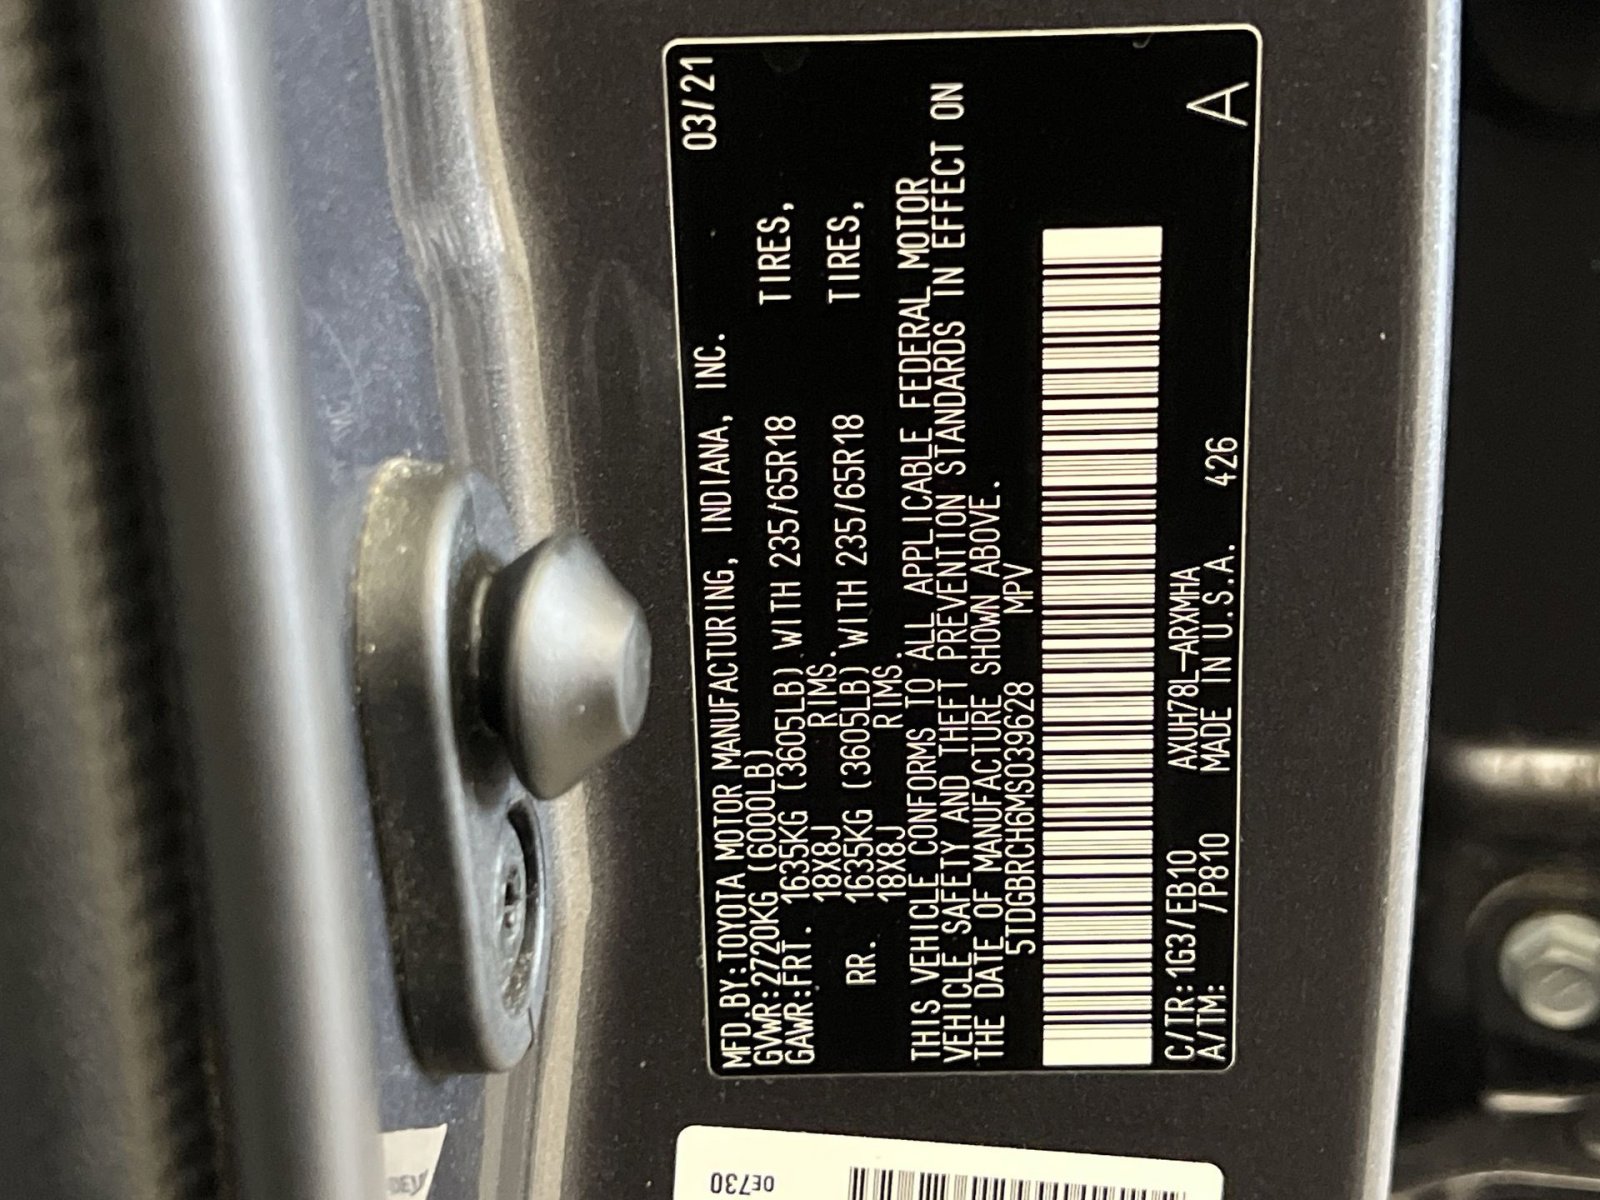 MFD.BY:TOYOTA MOTOR MANUFACTURING, INDIANA, INC. 03/21
GVWR:2720KG (6000LB)
GAWR:FRT. 1635KG (3605LB) WITH 235/65R18 TIRES,
18X8J RIMS.
RR. 1635KG (3605LB) WITH 235/65R18 TIRES,
18X8J RIMS.
THIS VEHICLE CONFORMS TO ALL APPLICABLE FEDERAL MOTOR
VEHICLE SAFETY AND THEFT PREVENTION STANDARDS IN EFFECT ON
THE DATE OF MANUFACTURE SHOWN ABOVE.
5TDGBRCH6MS039628 MPV
C/TR:1G3/EB10 AXUH78L-ARXMHA
A/TM: /P810 MADE IN U.S.A. 426 A
0E730